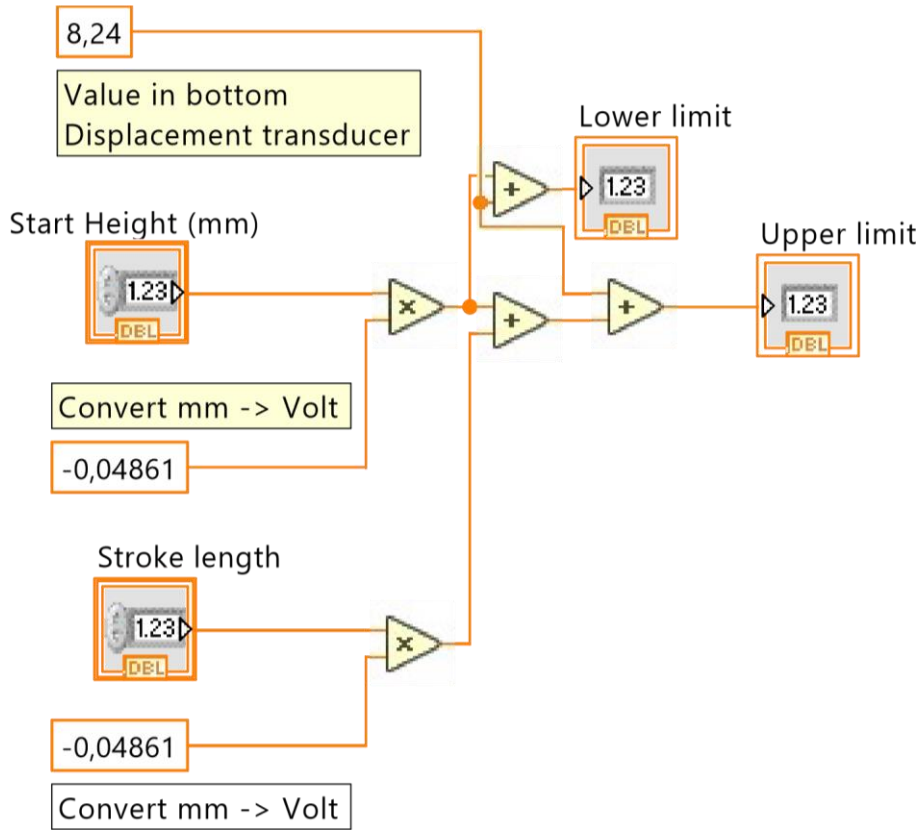 8,24
Value in bottom
Displacement transducer
Lower limit
1.23
DBL
Start Height (mm)
1.23
DBL
Upper limit
1.23
DBL
×
+
+
+
Convert mm -> Volt
-0,04861
Stroke length
1.23
DBL
×
-0,04861
Convert mm -> Volt